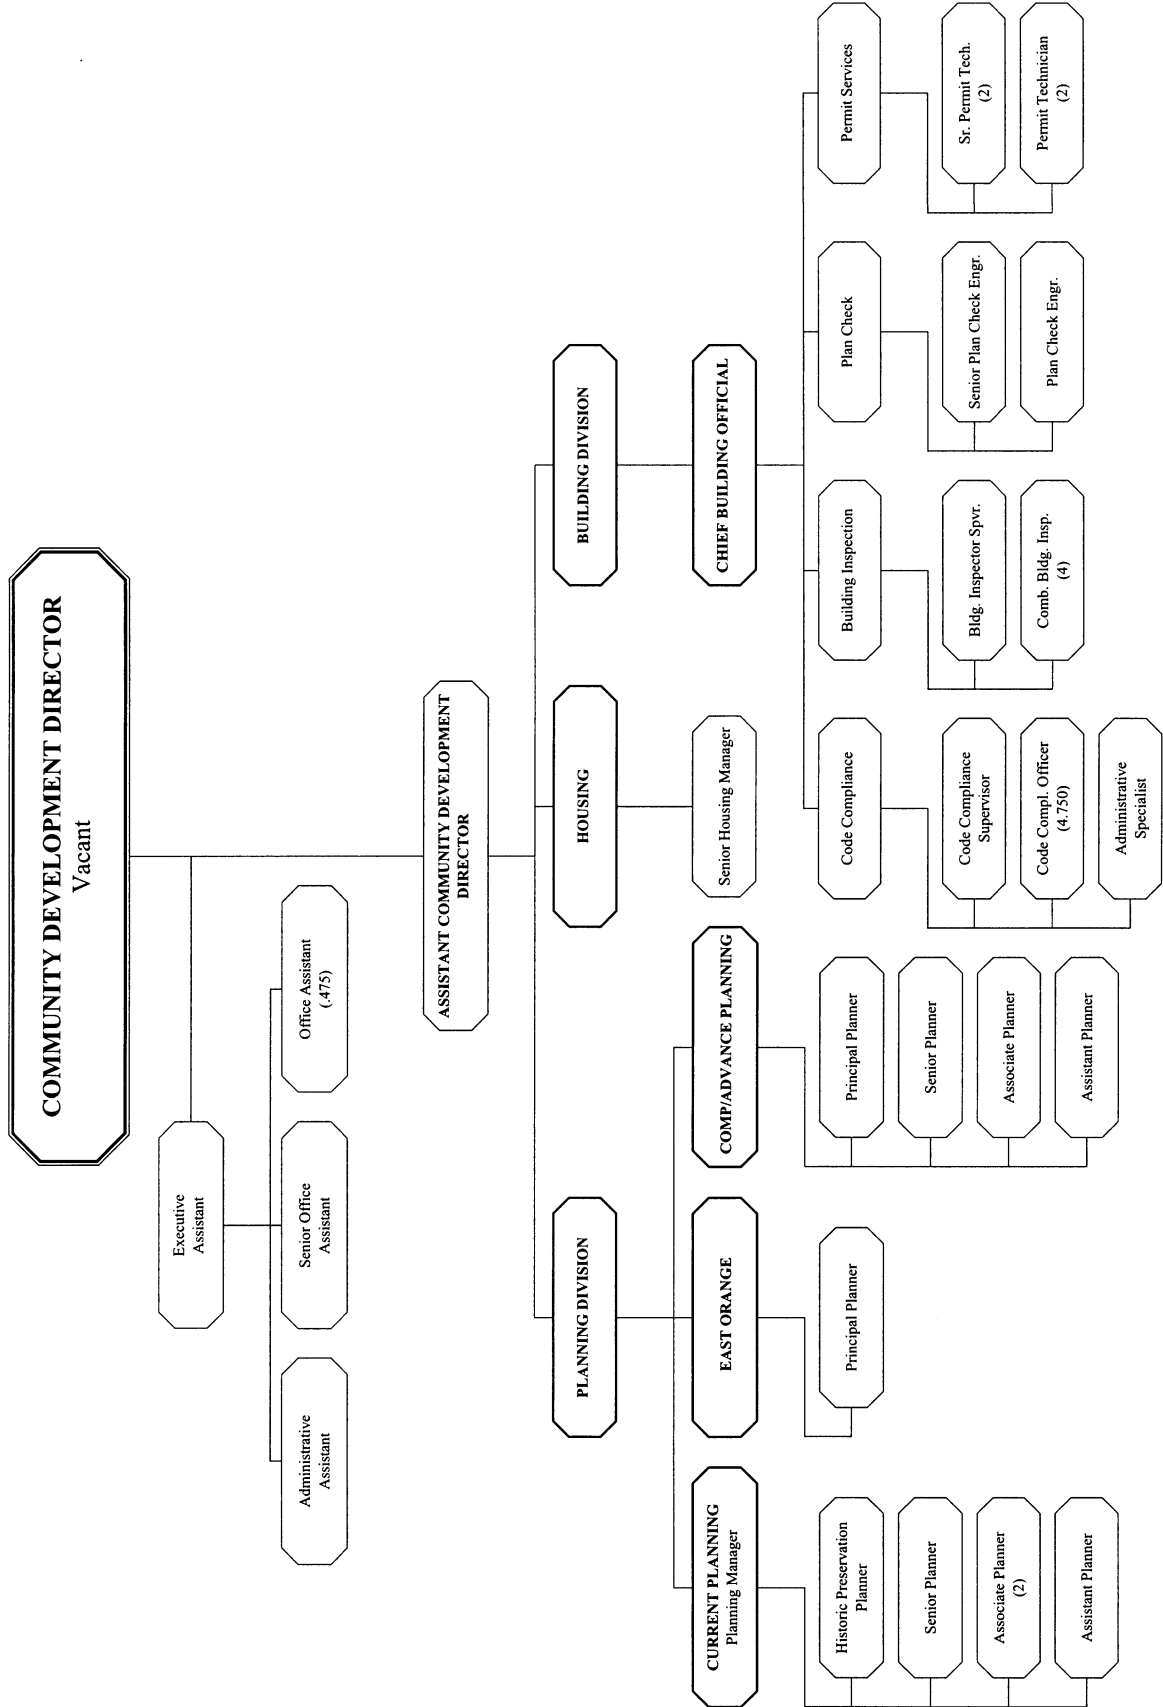 COMMUNITY DEVELOPMENT DIRECTOR
Vacant
Executive
Assistant
Administrative
Assistant
Senior Office
Assistant
Office Assistant
(.475)
ASSISTANT COMMUNITY DEVELOPMENT
DIRECTOR
PLANNING DIVISION
HOUSING
BUILDING DIVISION
CURRENT PLANNING
Planning Manager
EAST ORANGE
COMP/ADVANCE PLANNING
Senior Housing Manager
CHIEF BUILDING OFFICIAL
Historic Preservation
Planner
Senior Planner
Associate Planner
(2)
Assistant Planner
Principal Planner
Principal Planner
Senior Planner
Associate Planner
Assistant Planner
Code Compliance
Code Compliance
Supervisor
Code Compl. Officer
(4.750)
Administrative
Specialist
Building Inspection
Bldg. Inspector Spvr.
Comb. Bldg. Insp.
(4)
Plan Check
Senior Plan Check Engr.
Plan Check Engr.
Permit Services
Sr. Permit Tech.
(2)
Permit Technician
(2)